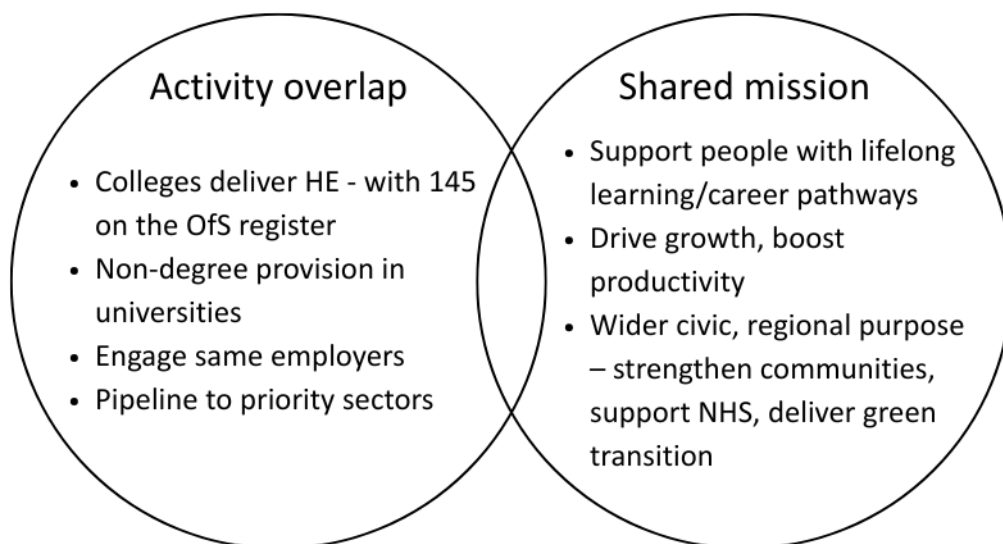 Activity overlap
• Colleges deliver HE - with 145
on the OfS register
• Non-degree provision in
universities
• Engage same employers
• Pipeline to priority sectors
Shared mission
• Support people with lifelong
learning/career pathways
• Drive growth, boost
productivity
• Wider civic, regional purpose
– strengthen communities,
support NHS, deliver green
transition